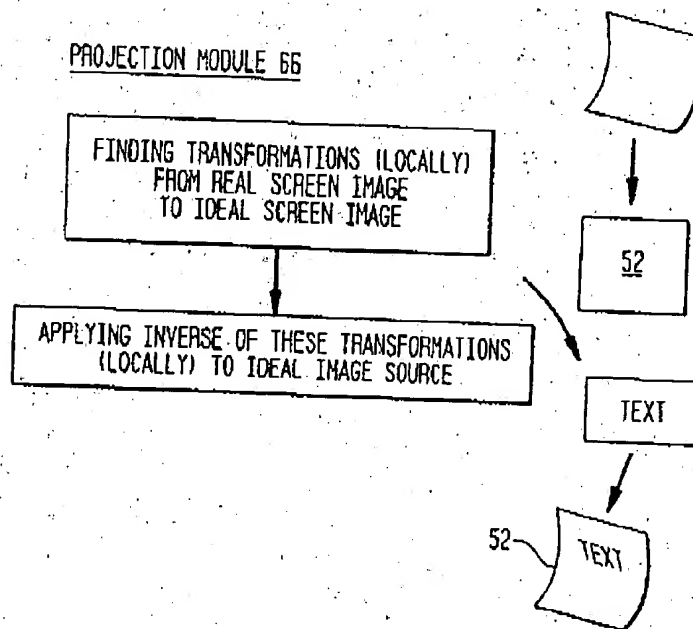 PROJECTION MODULE 66
FINDING TRANSFORMATIONS (LOCALLY)
FROM REAL SCREEN IMAGE
TO IDEAL SCREEN IMAGE
52
APPLYING INVERSE OF THESE TRANSFORMATIONS
(LOCALLY) TO IDEAL IMAGE SOURCE
TEXT
52
TEXT